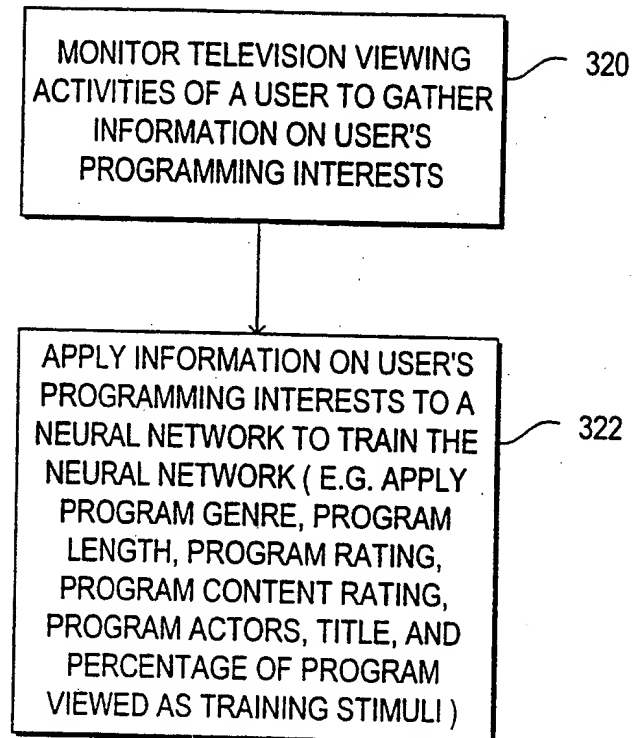 MONITOR TELEVISION VIEWING
ACTIVITIES OF A USER TO GATHER
INFORMATION ON USER'S
PROGRAMMING INTERESTS
320
APPLY INFORMATION ON USER'S
PROGRAMMING INTERESTS TO A
NEURAL NETWORK TO TRAIN THE
NEURAL NETWORK ( E.G. APPLY
PROGRAM GENRE, PROGRAM
LENGTH, PROGRAM RATING,
PROGRAM CONTENT RATING,
PROGRAM ACTORS, TITLE, AND
PERCENTAGE OF PROGRAM
VIEWED AS TRAINING STIMULI )
322